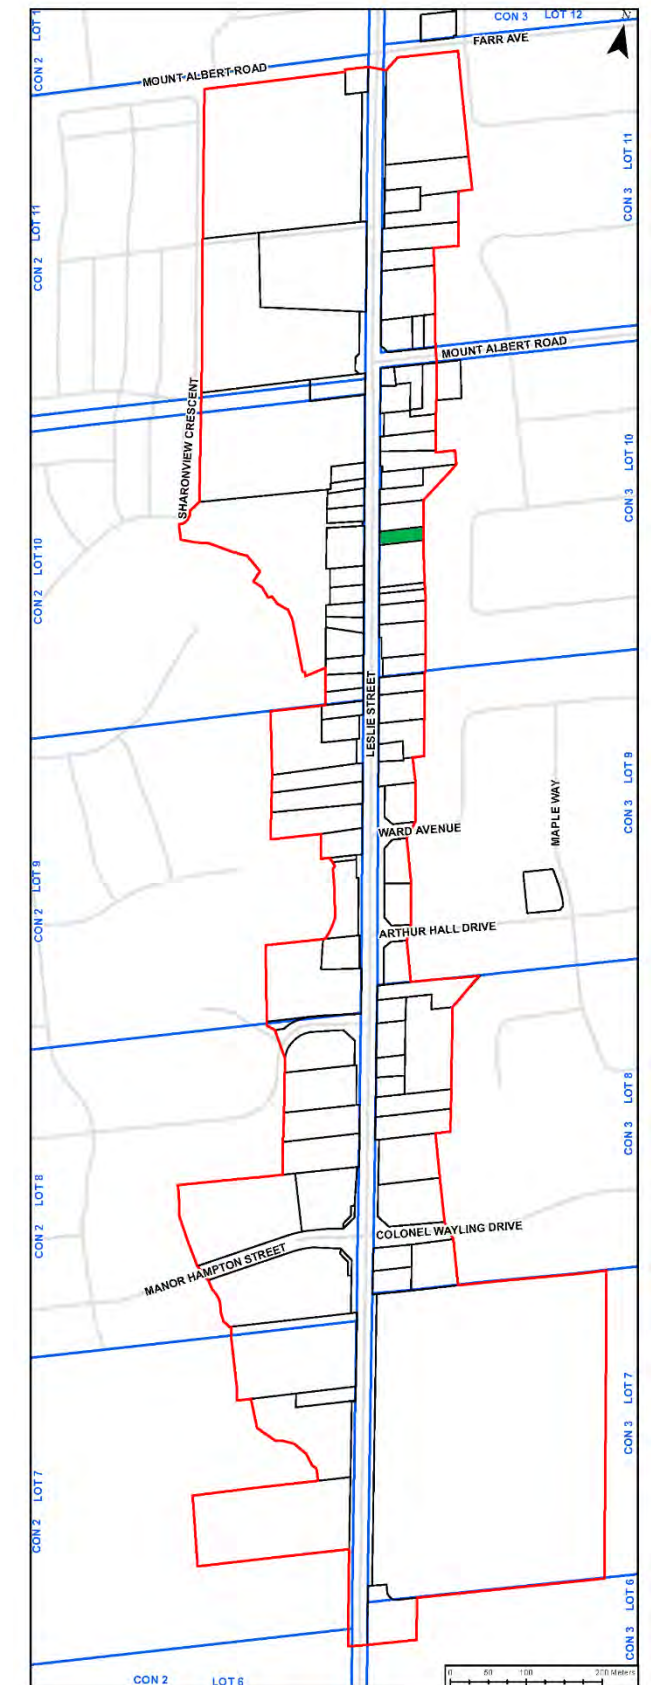 CON 3 LOT 12
N
FARR AVE
CON 2 LOT 1
MOUNT ALBERT ROAD
CON 3 LOT 11
CON 2 LOT 11
MOUNT ALBERT ROAD
SHARONVIEW CRESCENT
CON 3 LOT 10
CON 2 LOT 10
LESLIE STREET
CON 3 LOT 9
MAPLE WAY
WARD AVENUE
CON 2 LOT 9
ARTHUR HALL DRIVE
CON 3 LOT 8
CON 2 LOT 8
COLONEL WAYLING DRIVE
MANOR HAMPTON STREET
CON 3 LOT 7
CON 2 LOT 7
CON 3 LOT 6
CON 2 LOT 6
0 50 100 200 Meters